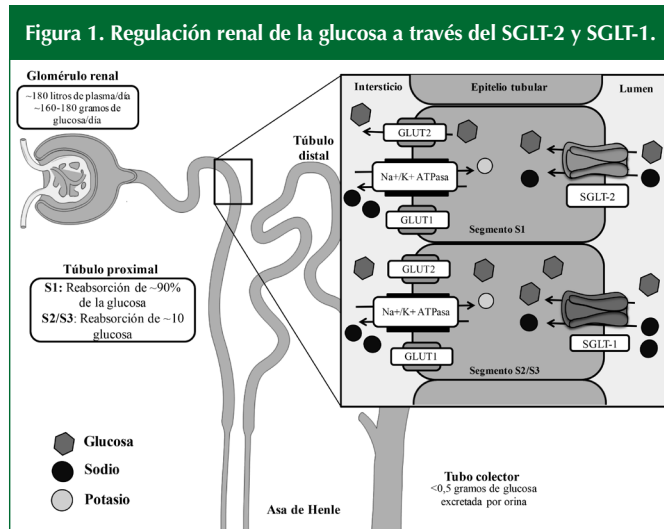 Figura 1. Regulación renal de la glucosa a través del SGLT-2 y SGLT-1.
Glomérulo renal
~180 litros de plasma/día
~160-180 gramos de
glucosa/día
Túbulo proximal
S1: Reabsorción de ~90%
de la glucosa
S2/S3: Reabsorción de ~10
glucosa
Túbulo
distal
Intersticio
Epitelio tubular
Lumen
GLUT2
Na+/K+ ATPasa
GLUT1
SGLT-2
Segmento S1
GLUT2
Na+/K+ ATPasa
GLUT1
SGLT-1
Segmento S2/S3
Glucosa
Sodio
Potasio
Asa de Henle
Tubo colector
<0,5 gramos de glucosa
excretada por orina